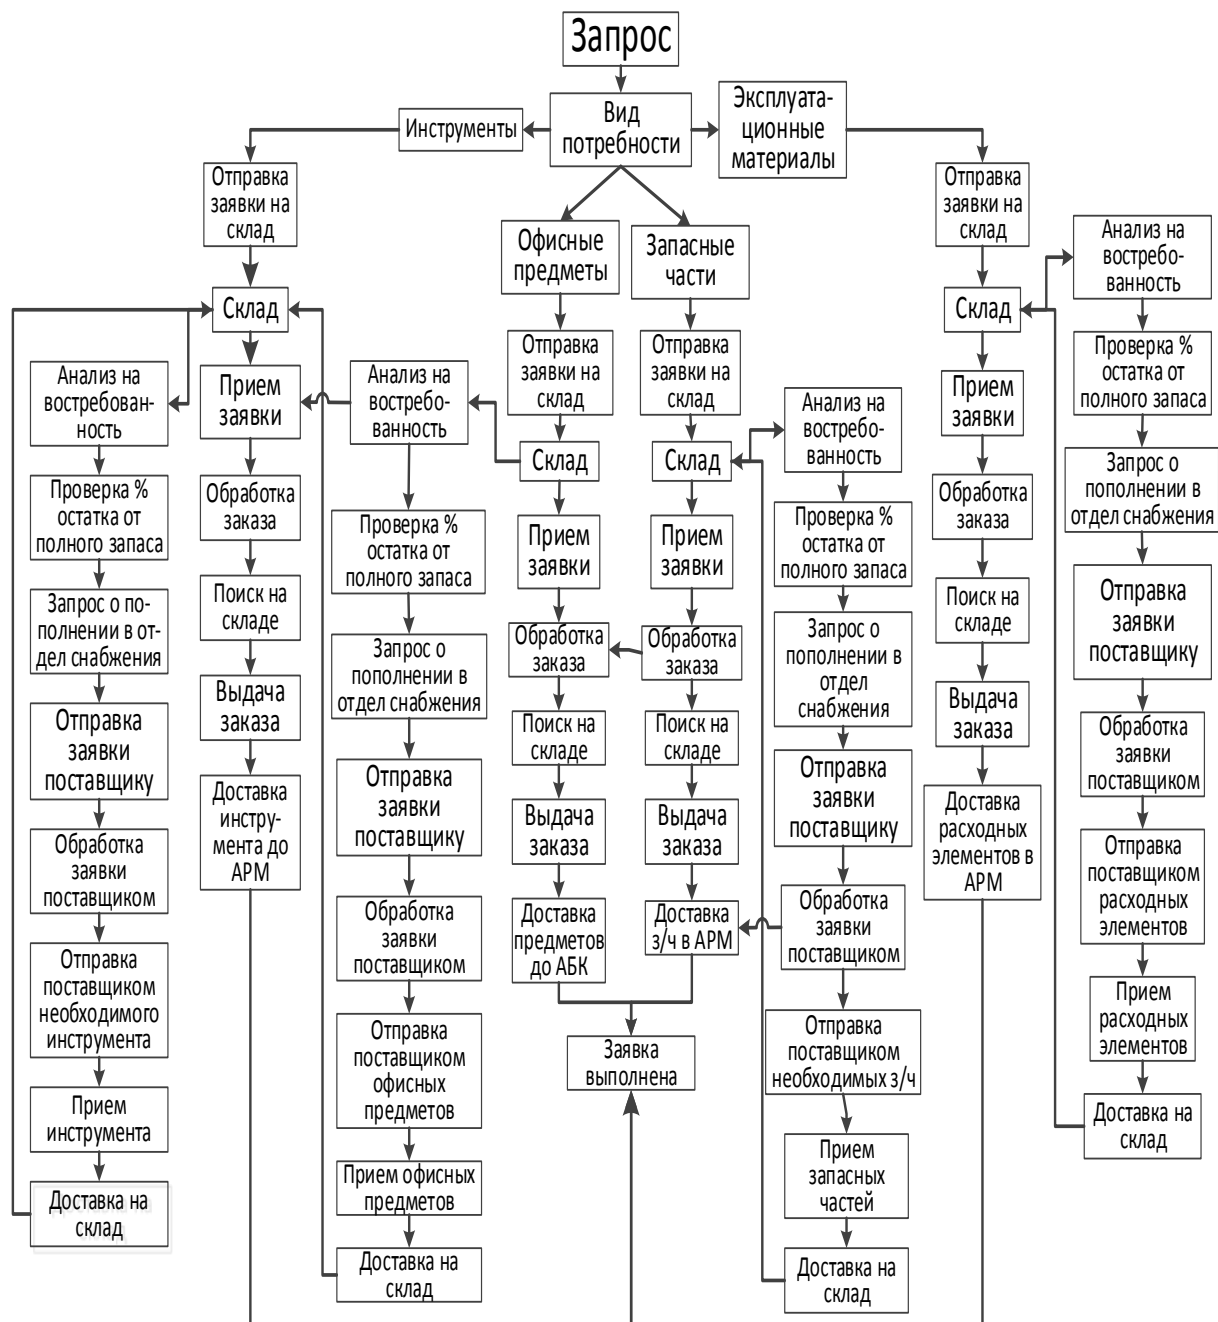 Запрос
Вид
потребности
Инструменты
Эксплуата-
ционные
материалы
Офисные
предметы
Запасные
части
Отправка
заявки на
склад
Склад
Прием
заявки
Обработка
заказа
Поиск на
складе
Выдача
заказа
Доставка
инстру-
мента до
АРМ
Анализ на
востребован-
ность
Проверка %
остатка от
полного запаса
Запрос о по-
полнении в от-
дел снабжения
Отправка
заявки
поставщику
Обработка
заявки
поставщиком
Отправка
поставщиком
необходимого
инструмента
Прием
инструмента
Доставка на
склад
Отправка
заявки на
склад
Склад
Прием
заявки
Обработка
заказа
Поиск на
складе
Выдача
заказа
Доставка
предметов
до АБК
Анализ на
востребо-
ванность
Проверка %
остатка от
полного запаса
Запрос о
пополнении в
отдел снабжения
Отправка
заявки
поставщику
Обработка
заявки
поставщиком
Отправка
поставщиком
офисных
предметов
Прием офисных
предметов
Доставка на
склад
Отправка
заявки на
склад
Склад
Прием
заявки
Обработка
заказа
Поиск на
складе
Выдача
заказа
Доставка
з/ч в АРМ
Заявка
выполнена
Анализ на
востребо-
ванность
Проверка %
остатка от
полного запаса
Запрос о
пополнении в
отдел
снабжения
Отправка
заявки
поставщику
Обработка
заявки
поставщиком
Отправка
поставщиком
необходимых з/ч
Прием
запасных
частей
Доставка на
склад
Отправка
заявки на
склад
Склад
Прием
заявки
Обработка
заказа
Поиск на
складе
Выдача
заказа
Доставка
расходных
элементов в
АРМ
Анализ на
востребо-
ванность
Проверка %
остатка от
полного запаса
Запрос о
пополнении в
отдел снабжения
Отправка
заявки
поставщику
Обработка
заявки
поставщиком
Отправка
поставщиком
расходных
элементов
Прием
расходных
элементов
Доставка на
склад